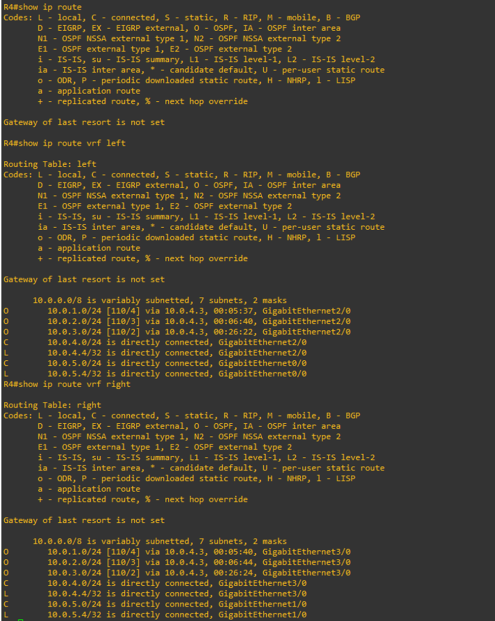 R4#show ip route
Codes: L - local, C - connected, S - static, R - RIP, M - mobile, B - BGP
D - EIGRP, EX - EIGRP external, O - OSPF, IA - OSPF inter area
N1 - OSPF NSSA external type 1, N2 - OSPF NSSA external type 2
E1 - OSPF external type 1, E2 - OSPF external type 2
i - IS-IS, su - IS-IS summary, L1 - IS-IS level-1, L2 - IS-IS level-2
ia - IS-IS inter area, * - candidate default, U - per-user static route
o - ODR, P - periodic downloaded static route, H - NHRP, l - LISP
a - application route
+ - replicated route, % - next hop override
Gateway of last resort is not set
R4#show ip route vrf left
Routing Table: left
Codes: L - local, C - connected, S - static, R - RIP, M - mobile, B - BGP
D - EIGRP, EX - EIGRP external, O - OSPF, IA - OSPF inter area
N1 - OSPF NSSA external type 1, N2 - OSPF NSSA external type 2
E1 - OSPF external type 1, E2 - OSPF external type 2
i - IS-IS, su - IS-IS summary, L1 - IS-IS level-1, L2 - IS-IS level-2
ia - IS-IS inter area, * - candidate default, U - per-user static route
o - ODR, P - periodic downloaded static route, H - NHRP, l - LISP
a - application route
+ - replicated route, % - next hop override
Gateway of last resort is not set
10.0.0.0/8 is variably subnetted, 7 subnets, 2 masks
O 10.0.1.0/24 [110/4] via 10.0.4.3, 00:05:37, GigabitEthernet2/0
O 10.0.2.0/24 [110/3] via 10.0.4.3, 00:06:40, GigabitEthernet2/0
O 10.0.3.0/24 [110/2] via 10.0.4.3, 00:26:22, GigabitEthernet2/0
C 10.0.4.0/24 is directly connected, GigabitEthernet2/0
L 10.0.4.4/32 is directly connected, GigabitEthernet2/0
C 10.0.5.0/24 is directly connected, GigabitEthernet0/0
L 10.0.5.4/32 is directly connected, GigabitEthernet0/0
R4#show ip route vrf right
Routing Table: right
Codes: L - local, C - connected, S - static, R - RIP, M - mobile, B - BGP
D - EIGRP, EX - EIGRP external, O - OSPF, IA - OSPF inter area
N1 - OSPF NSSA external type 1, N2 - OSPF NSSA external type 2
E1 - OSPF external type 1, E2 - OSPF external type 2
i - IS-IS, su - IS-IS summary, L1 - IS-IS level-1, L2 - IS-IS level-2
ia - IS-IS inter area, * - candidate default, U - per-user static route
o - ODR, P - periodic downloaded static route, H - NHRP, l - LISP
a - application route
+ - replicated route, % - next hop override
Gateway of last resort is not set
10.0.0.0/8 is variably subnetted, 7 subnets, 2 masks
O 10.0.1.0/24 [110/4] via 10.0.4.3, 00:05:40, GigabitEthernet3/0
O 10.0.2.0/24 [110/3] via 10.0.4.3, 00:06:44, GigabitEthernet3/0
O 10.0.3.0/24 [110/2] via 10.0.4.3, 00:26:24, GigabitEthernet3/0
C 10.0.4.0/24 is directly connected, GigabitEthernet3/0
L 10.0.4.4/32 is directly connected, GigabitEthernet3/0
C 10.0.5.0/24 is directly connected, GigabitEthernet1/0
L 10.0.5.4/32 is directly connected, GigabitEthernet1/0